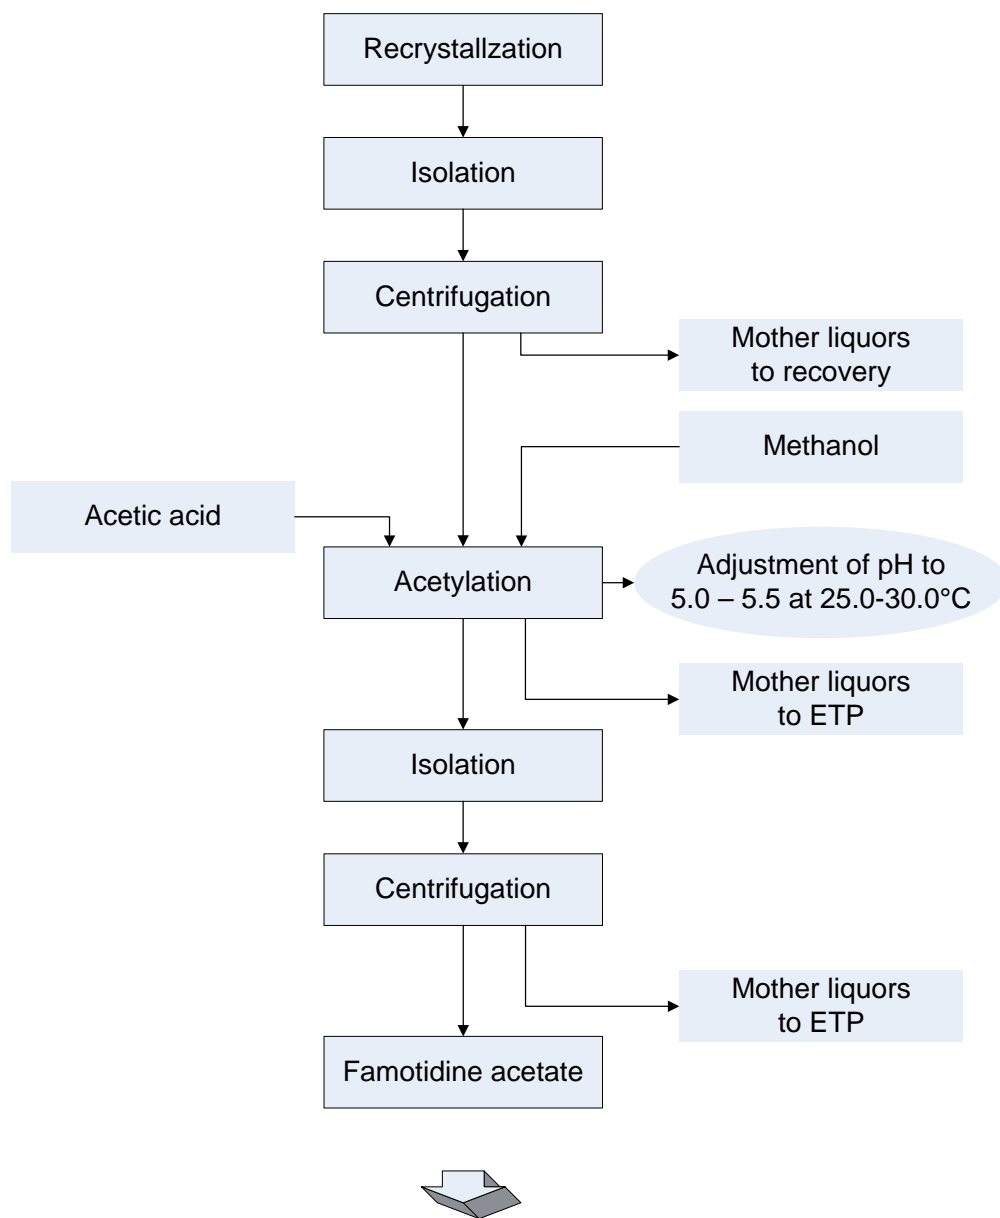 Recrystallzation
Isolation
Centrifugation
Mother liquors
to recovery
Methanol
Acetic acid
Acetylation
Adjustment of pH to
5.0 – 5.5 at 25.0-30.0°C
Mother liquors
to ETP
Isolation
Centrifugation
Mother liquors
to ETP
Famotidine acetate